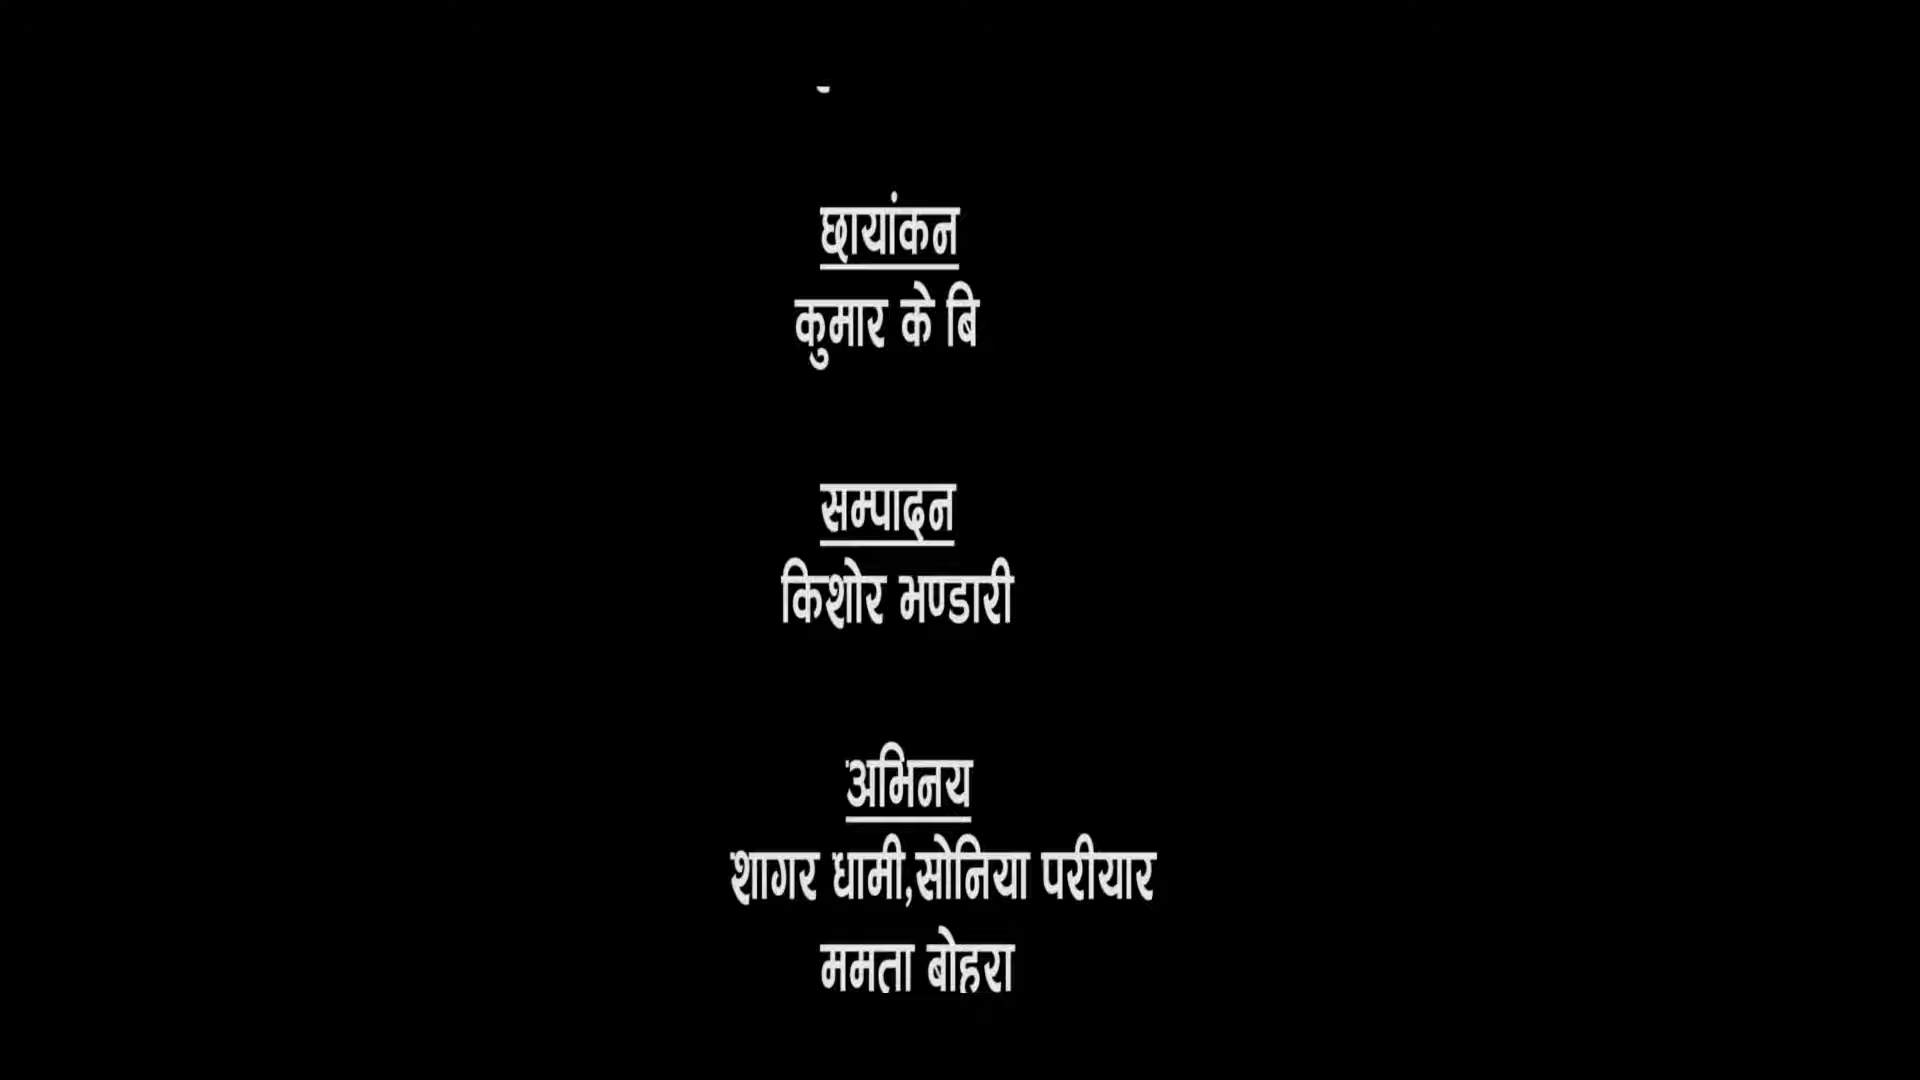 छायांकन
कुमार के बि
सम्पादन
किशोर भण्डारी
अभिनय
शागर धामी,सोनिया परीयार
ममता बोहरा